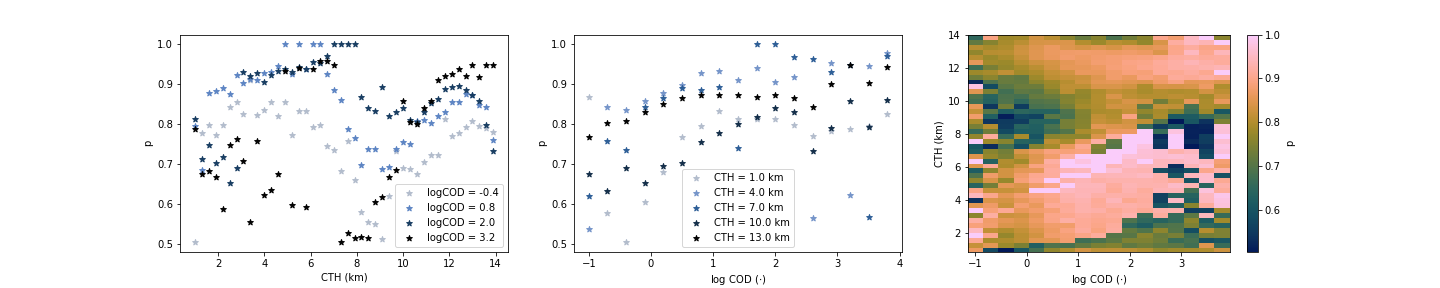 1.0
0.9
0.8
0.7
0.6
0.5
p
2
4
6
8
10
12
14
CTH (km)
logCOD = -0.4
logCOD = 0.8
logCOD = 2.0
logCOD = 3.2
1.0
0.9
0.8
0.7
0.6
0.5
p
−1
0
1
2
3
4
log COD (·)
CTH = 1.0 km
CTH = 4.0 km
CTH = 7.0 km
CTH = 10.0 km
CTH = 13.0 km
14
12
10
8
6
4
2
CTH (km)
−1
0
1
2
3
log COD (·)
1.0
0.9
0.8
0.7
0.6
p